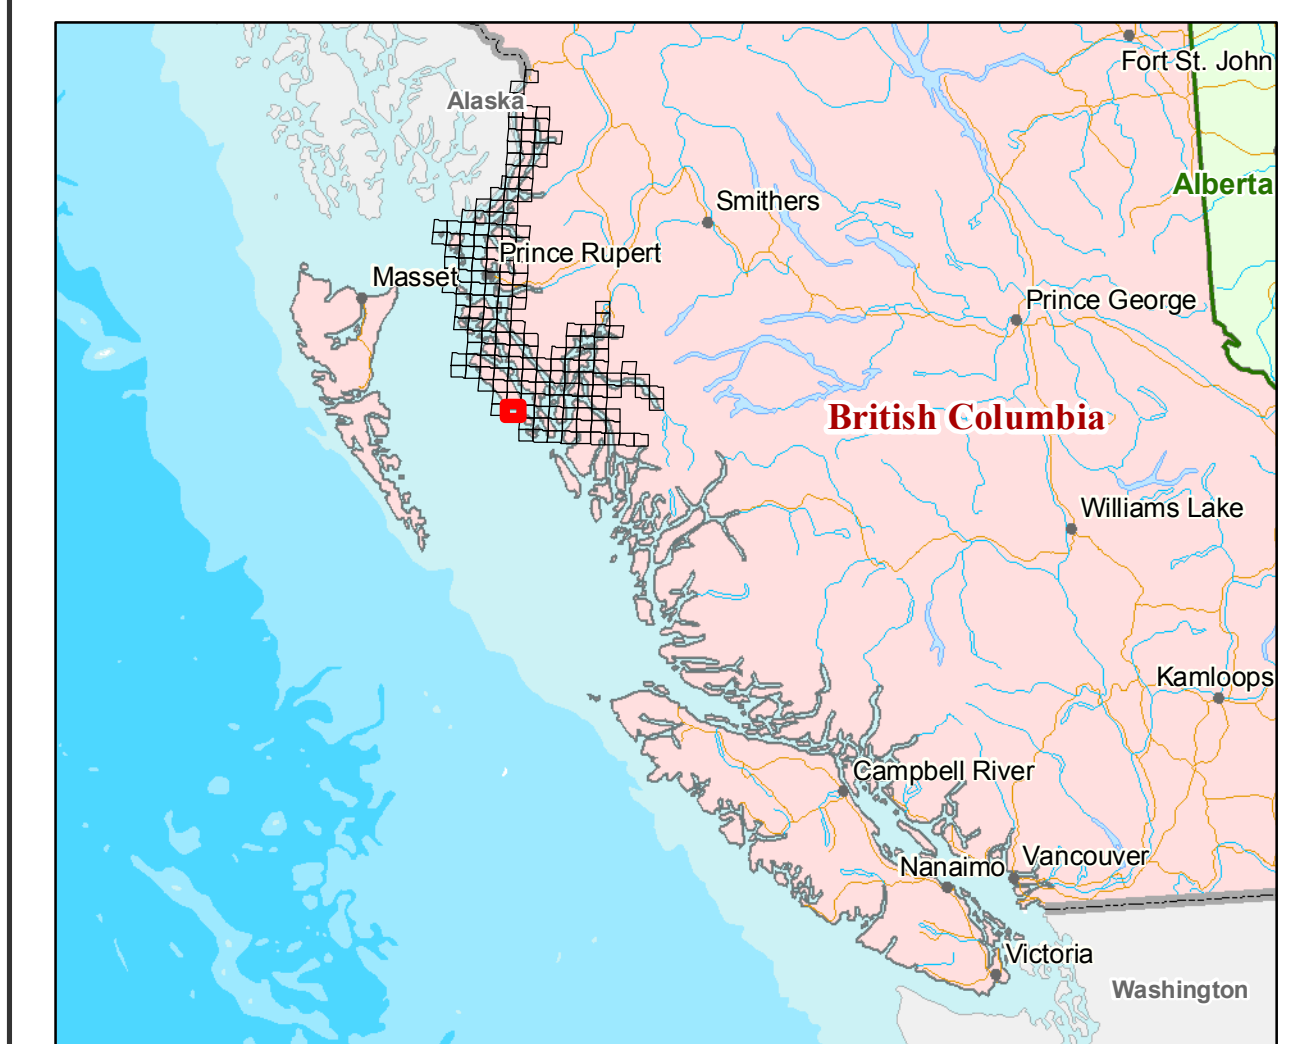 Fort St. John
Alaska
Alberta
Smithers
Prince Rupert
Masset
Prince George
British Columbia
Williams Lake
Kamloops
Campbell River
Vancouver
Nanaimo
Victoria
Washington